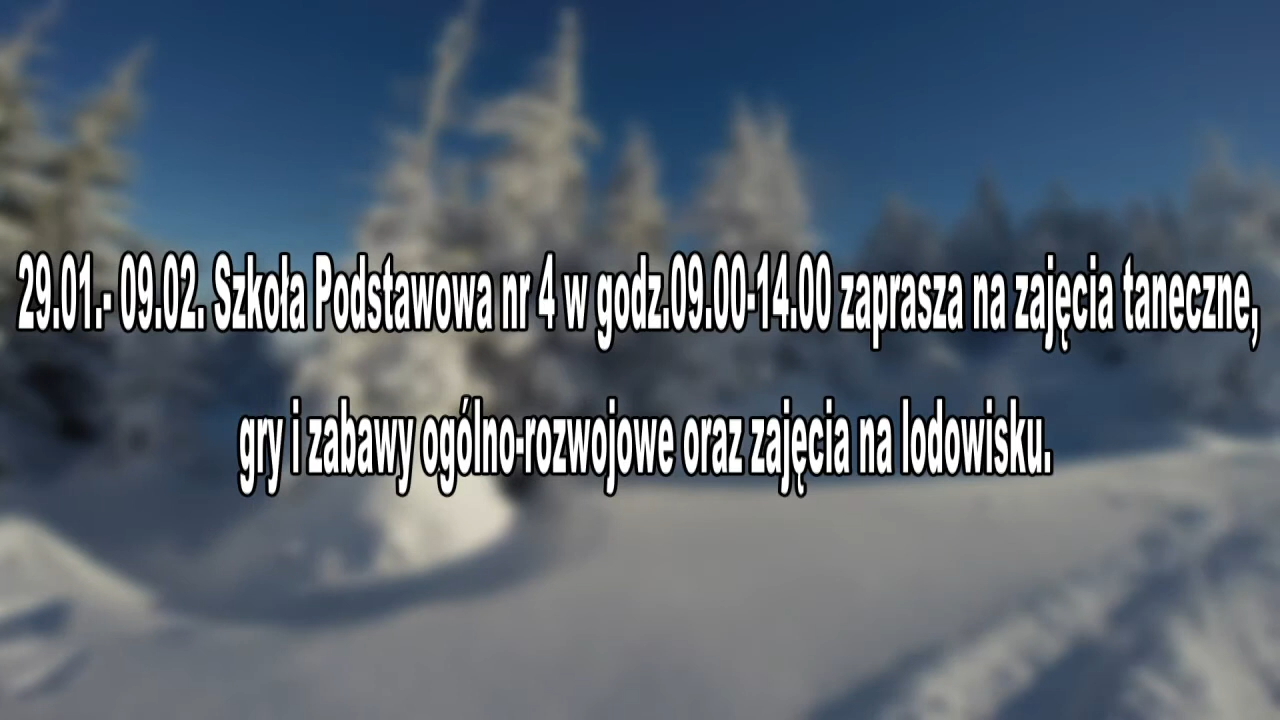 29.01.- 09.02. Szkoła Podstawowa nr 4 w godz.09.00-14.00 zaprasza na zajęcia taneczne,
gry i zabawy ogólno-rozwojowe oraz zajęcia na lodowisku.